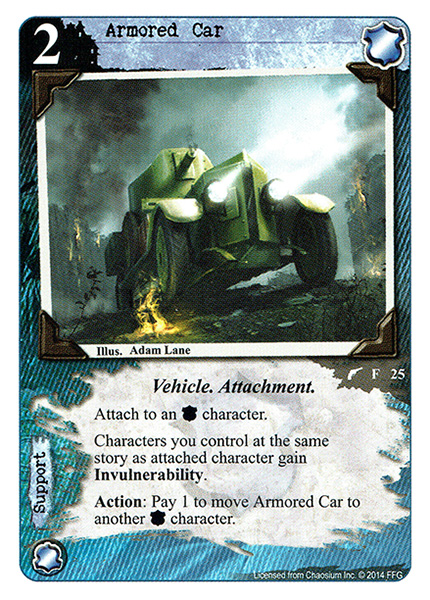 2
Armored Car
Illus. Adam Lane
F 25
Vehicle. Attachment.
Attach to an character.
Characters you control at the same
story as attached character gain
Invulnerability.
Action: Pay 1 to move Armored Car to
another character.
Support
Licensed from Chaosium Inc. © 2014 FFG